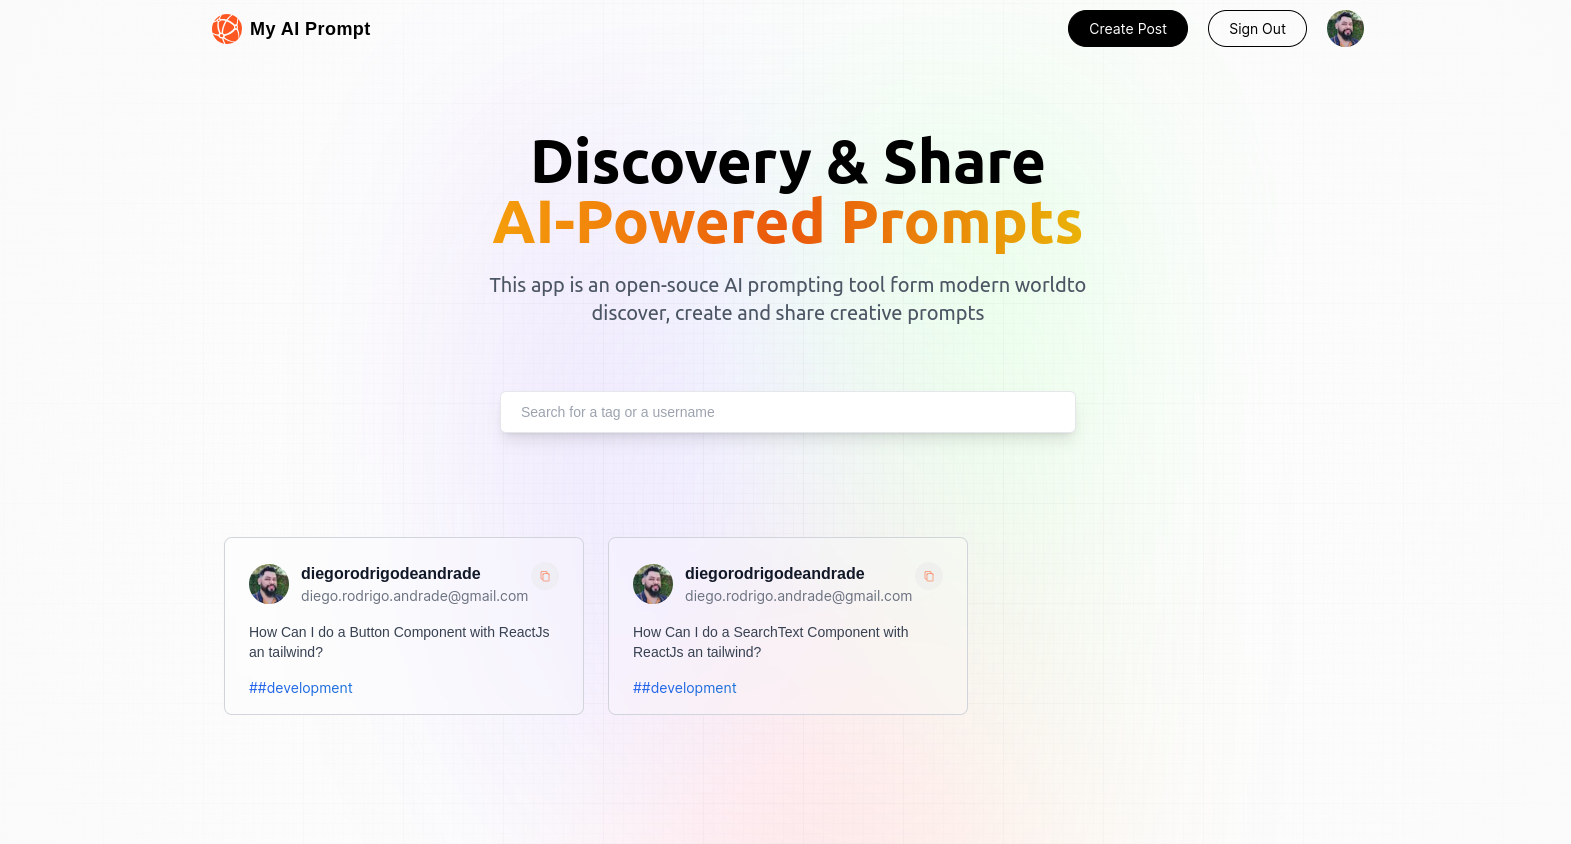 My AI Prompt
Create Post
Sign Out
Discovery & Share
AI-Powered Prompts
This app is an open-souce AI prompting tool form modern worldto
discover, create and share creative prompts
Search for a tag or a username
diegorodrigodeandrade
diego.rodrigo.andrade@gmail.com
How Can I do a Button Component with ReactJs
an tailwind?
##development
diegorodrigodeandrade
diego.rodrigo.andrade@gmail.com
How Can I do a SearchText Component with
ReactJs an tailwind?
##development